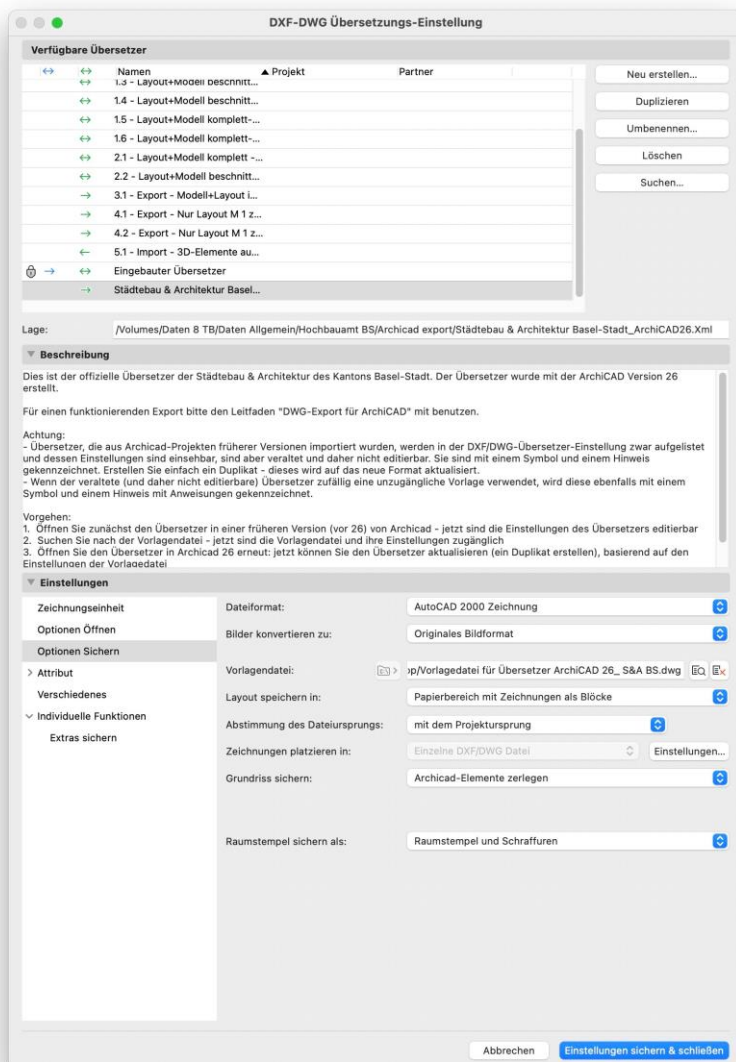 DXF-DWG Übersetzungs-Einstellung
Verfügbare Übersetzer
Namen ▲ Projekt Partner
1.3 - Layout+Modell beschnitt...
1.4 - Layout+Modell beschnitt...
1.5 - Layout+Modell komplett-...
1.6 - Layout+Modell komplett-...
2.1 - Layout+Modell komplett -...
2.2 - Layout+Modell beschnitt...
3.1 - Export - Modell+Layout i...
4.1 - Export - Nur Layout M 1 z...
4.2 - Export - Nur Layout M 1 z...
5.1 - Import - 3D-Elemente au...
Eingebauter Übersetzer
Städtebau & Architektur Basel...
Neu erstellen...
Duplizieren
Umbenennen...
Löschen
Suchen...
Lage: /Volumes/Daten 8 TB/Daten Allgemein/Hochbauamt BS/Archicad export/Städtebau & Architektur Basel-Stadt_ArchiCAD26.Xml
Beschreibung
Dies ist der offizielle Übersetzer der Städtebau & Architektur des Kantons Basel-Stadt. Der Übersetzer wurde mit der ArchiCAD Version 26
erstellt.
Für einen funktionierenden Export bitte den Leitfaden "DWG-Export für ArchiCAD" mit benutzen.
Achtung:
- Übersetzer, die aus Archicad-Projekten früherer Versionen importiert wurden, werden in der DXF/DWG-Übersetzer-Einstellung zwar aufgelistet
und dessen Einstellungen sind einsehbar, sind aber veraltet und daher nicht editierbar. Sie sind mit einem Symbol und einem Hinweis
gekennzeichnet. Erstellen Sie einfach ein Duplikat - dieses wird auf das neue Format aktualisiert.
- Wenn der veraltete (und daher nicht editierbare) Übersetzer zufällig eine unzugängliche Vorlage verwendet, wird diese ebenfalls mit einem
Symbol und einem Hinweis mit Anweisungen gekennzeichnet.
Vorgehen:
1. Öffnen Sie zunächst den Übersetzer in einer früheren Version (vor 26) von Archicad - jetzt sind die Einstellungen des Übersetzers editierbar
2. Suchen Sie nach der Vorlagendatei - jetzt sind die Vorlagendatei und ihre Einstellungen zugänglich
3. Öffnen Sie den Übersetzer in Archicad 26 erneut: jetzt können Sie den Übersetzer aktualisieren (ein Duplikat erstellen), basierend auf den
Einstellungen der Vorlagedatei
Einstellungen
Zeichnungseinheit
Optionen Öffnen
Optionen Sichern
Attribut
Verschiedenes
Individuelle Funktionen
Extras sichern
Dateiformat: AutoCAD 2000 Zeichnung
Bilder konvertieren zu: Originales Bildformat
Vorlagendatei: op/Vorlagedatei für Übersetzer ArchiCAD 26_ S&A BS.dwg
Layout speichern in: Papierbereich mit Zeichnungen als Blöcke
Abstimmung des Dateiursprungs: mit dem Projektursprung
Zeichnungen platzieren in: Einzelne DXF/DWG Datei Einstellungen...
Grundriss sichern: Archicad-Elemente zerlegen
Raumstempel sichern als: Raumstempel und Schraffuren
Abbrechen Einstellungen sichern & schließen